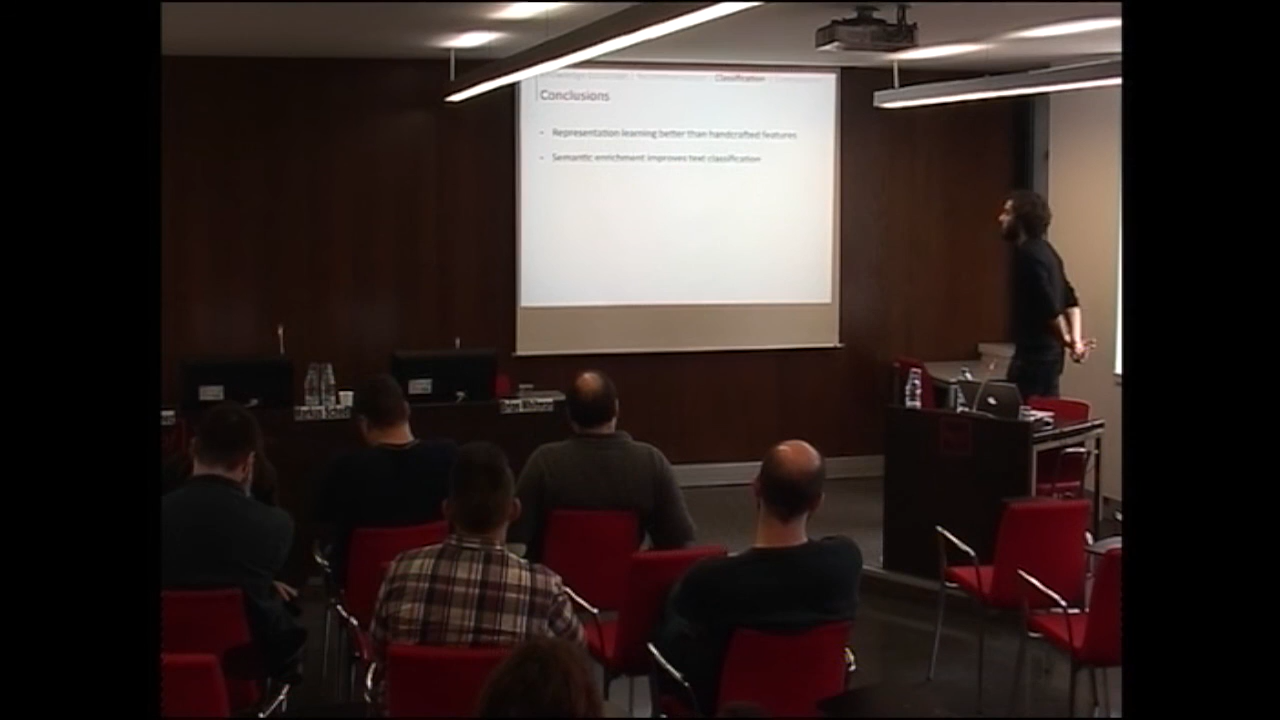 Classification
Conclusions
- Representation learning better than handcrafted features
- Semantic enrichment improves text classification